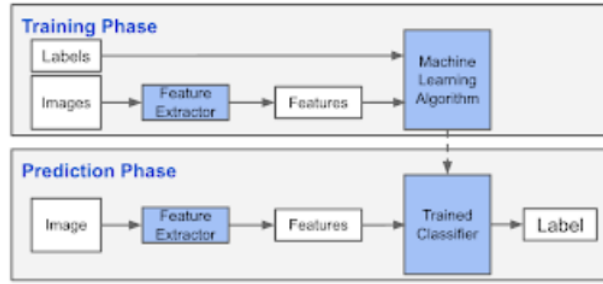 Training Phase
Labels
Images
Feature
Extractor
Features
Machine
Learning
Algorithm
Prediction Phase
Image
Feature
Extractor
Features
Trained
Classifier
Label